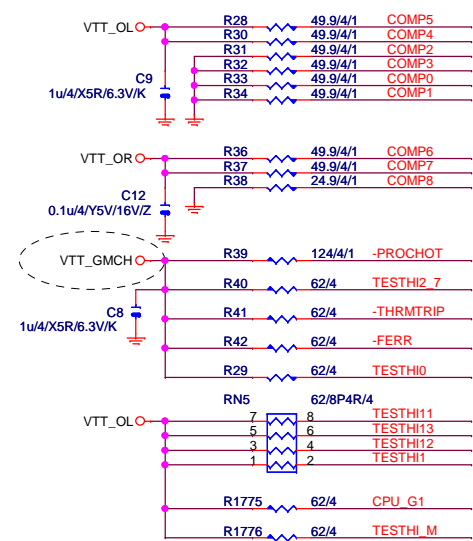 VTT_OL R28 49.9/4/1 COMP5
R30 49.9/4/1 COMP4
R31 49.9/4/1 COMP2
R32 49.9/4/1 COMP3
C9 R33 49.9/4/1 COMP0
1u/4/X5R/6.3V/K R34 49.9/4/1 COMP1
VTT_OR R36 49.9/4/1 COMP6
R37 49.9/4/1 COMP7
R38 24.9/4/1 COMP8
C12
0.1u/4/Y5V/16V/Z
VTT_GMCH R39 124/4/1 -PROCHOT
R40 62/4 TESTHI2_7
C8 R41 62/4 -THRMTRIP
1u/4/X5R/6.3V/K
R42 62/4 -FERR
R29 62/4 TESTHI0
RN5 62/8P4R/4
VTT_OL 7 8 TESTHI11
5 6 TESTHI13
3 4 TESTHI12
1 2 TESTHI1
R1775 62/4 CPU_G1
R1776 62/4 TESTHI_M